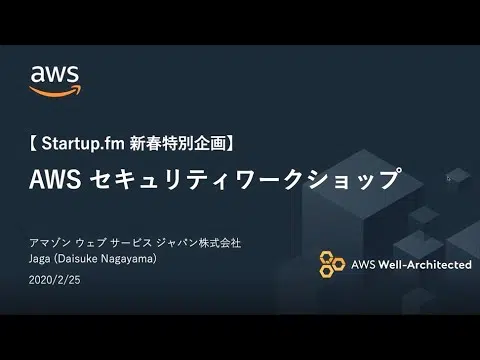 aws
【 Startup.fm 新春特別企画】
AWS セキュリティワークショップ
アマゾン ウェブ サービス ジャパン株式会社
Jaga (Daisuke Nagayama)
2020/2/25
AWS Well-Architected